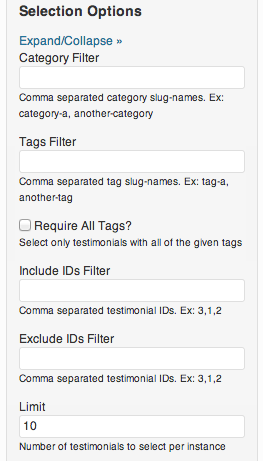 Selection Options
Expand/Collapse »
Category Filter
Comma separated category slug-names. Ex:
category-a, another-category
Tags Filter
Comma separated tag slug-names. Ex: tag-a,
another-tag
Require All Tags?
Select only testimonials with all of the given tags
Include IDs Filter
Comma separated testimonial IDs. Ex: 3,1,2
Exclude IDs Filter
Comma separated testimonial IDs. Ex: 3,1,2
Limit
10
Number of testimonials to select per instance